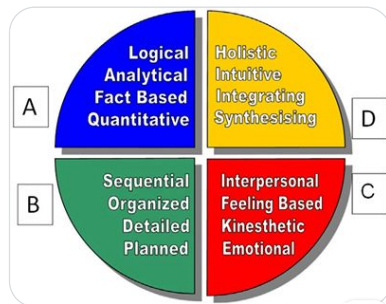 A
Logical
Analytical
Fact Based
Quantitative
Holistic
Intuitive
Integrating
Synthesising
D
B
Sequential
Organized
Detailed
Planned
Interpersonal
Feeling Based
Kinesthetic
Emotional
C